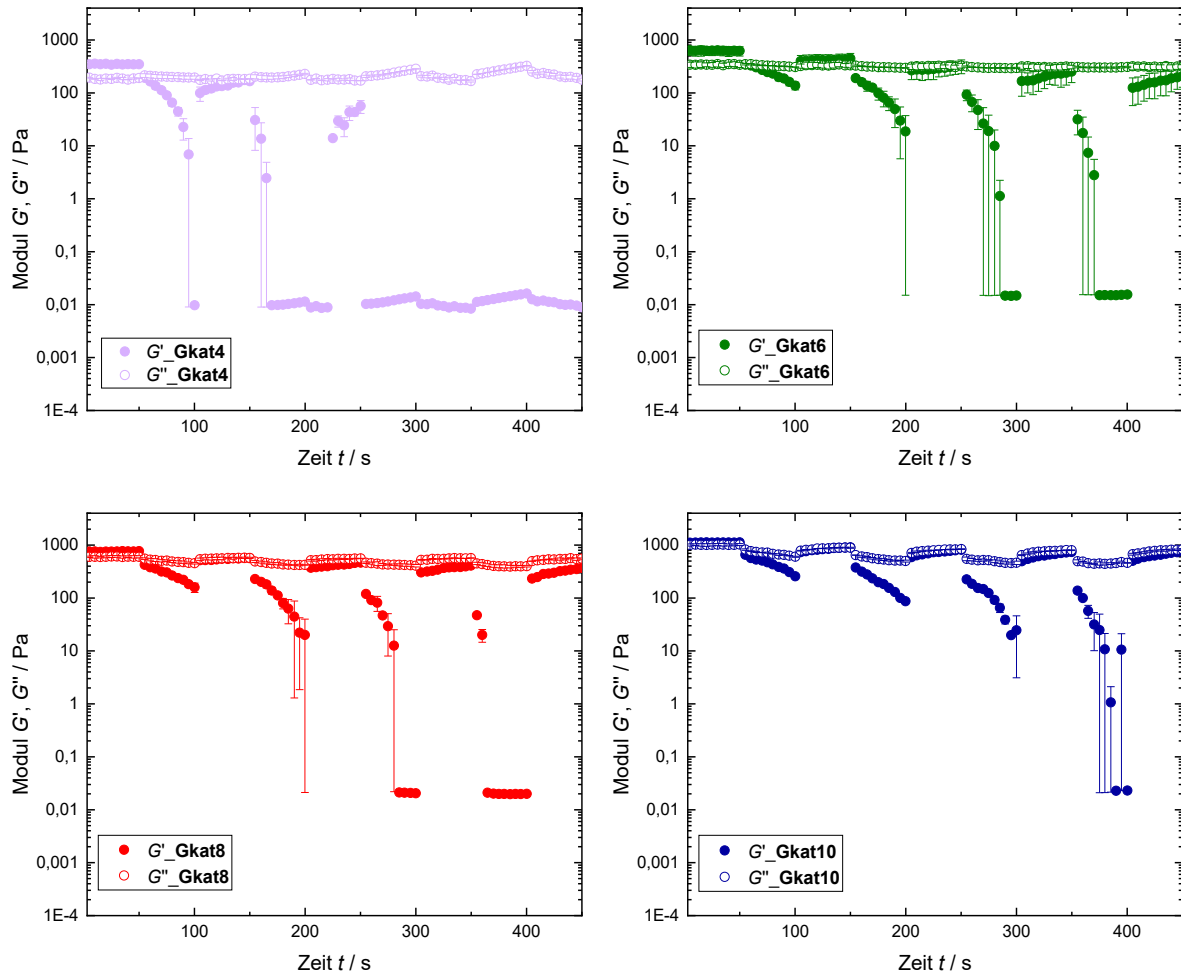 Modul G', G'' / Pa
1000
100
10
1
0,1
0,01
0,001
1E-4
G'_Gkat4
G''_Gkat4
100 200 300 400
Zeit t / s
Modul G', G'' / Pa
1000
100
10
1
0,1
0,01
0,001
1E-4
G'_Gkat6
G''_Gkat6
100 200 300 400
Zeit t / s
Modul G', G'' / Pa
1000
100
10
1
0,1
0,01
0,001
1E-4
G'_Gkat8
G''_Gkat8
100 200 300 400
Zeit t / s
Modul G', G'' / Pa
1000
100
10
1
0,1
0,01
0,001
1E-4
G'_Gkat10
G''_Gkat10
100 200 300 400
Zeit t / s